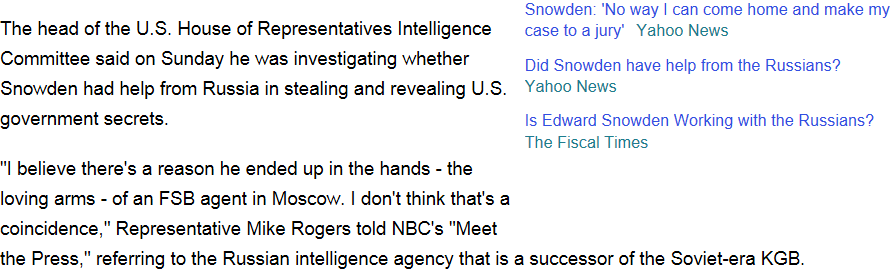 The head of the U.S. House of Representatives Intelligence
Committee said on Sunday he was investigating whether
Snowden had help from Russia in stealing and revealing U.S.
government secrets.
"I believe there's a reason he ended up in the hands - the
loving arms - of an FSB agent in Moscow. I don't think that's a
coincidence," Representative Mike Rogers told NBC's "Meet
the Press," referring to the Russian intelligence agency that is a successor of the Soviet-era KGB.
Snowden: 'No way I can come home and make my
case to a jury' Yahoo News
Did Snowden have help from the Russians?
Yahoo News
Is Edward Snowden Working with the Russians?
The Fiscal Times